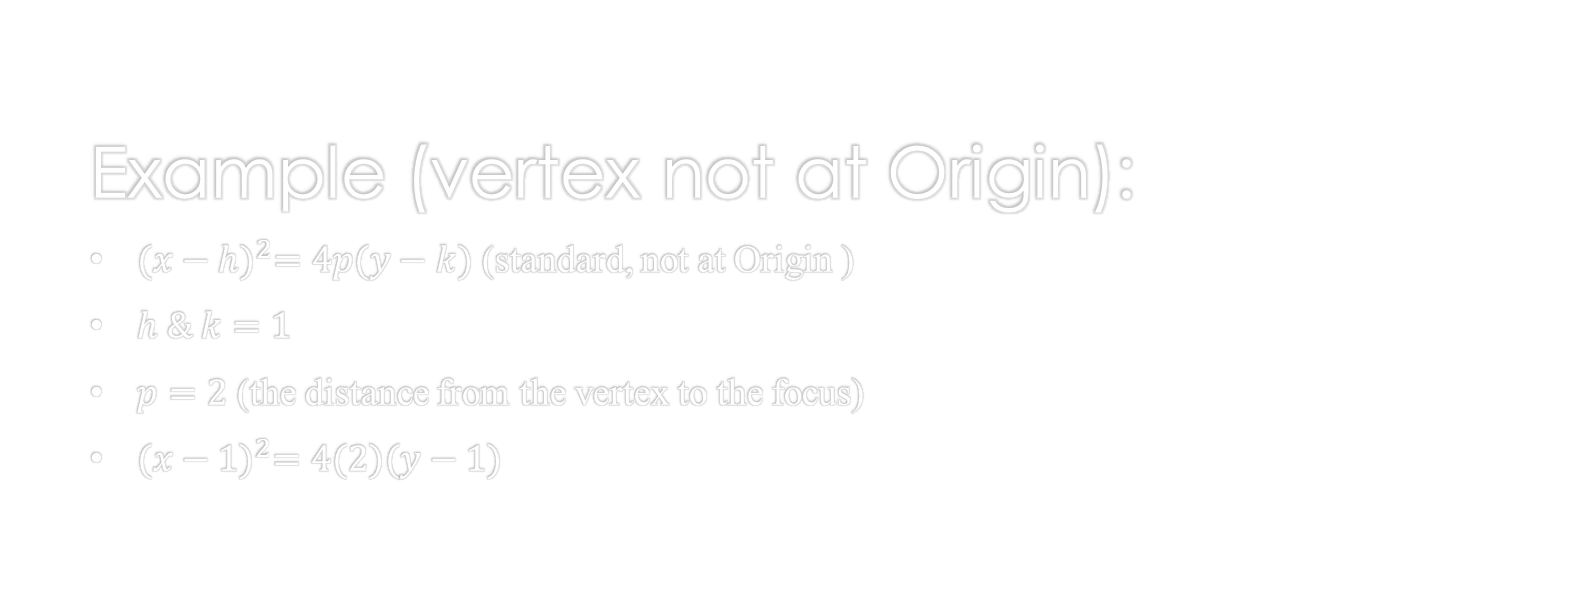 Example (vertex not at Origin):
• (𝑥 − ℎ)²= 4𝑝(𝑦 − 𝑘) (standard, not at Origin )
• ℎ & 𝑘 = 1
• 𝑝 = 2 (the distance from the vertex to the focus)
• (𝑥 − 1)²= 4(2)(𝑦 − 1)